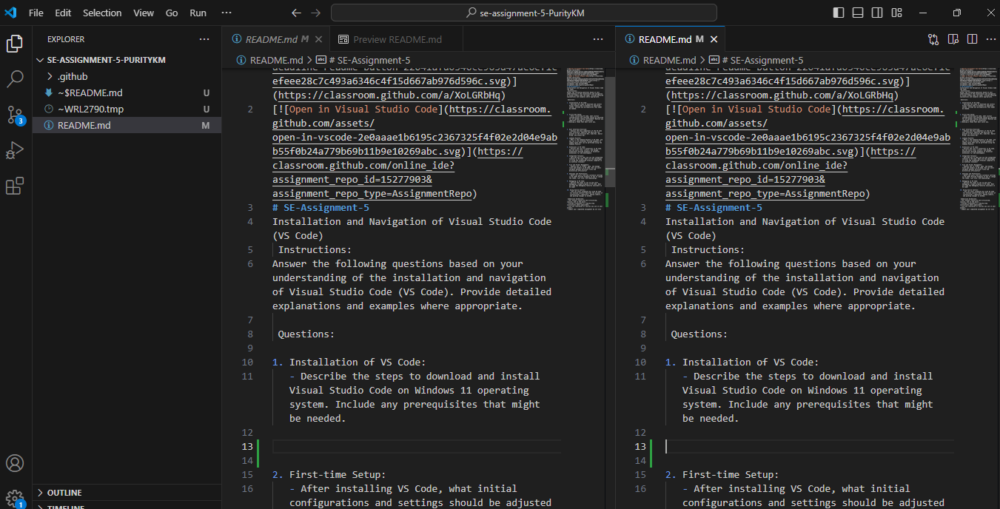 File Edit Selection View Go Run ···
se-assignment-5-PurityKM
EXPLORER ···
SE-ASSIGNMENT-5-PURITYKM
.github
~$README.md U
~WRL2790.tmp U
README.md M
3
1
OUTLINE
TIMELINE
README.md M
Preview README.md
···
README.md > # SE-Assignment-5
efeee28c7c493a6346c4f15d667ab976d596c.svg)]
(https://classroom.github.com/a/XoLGRbHq)
2 [![Open in Visual Studio Code](https://classroom.
github.com/assets/
open-in-vscode-2e0aaae1b6195c2367325f4f02e2d04e9ab
b55f0b24a779b69b11b9e10269abc.svg)](https://
classroom.github.com/online_ide?
assignment_repo_id=15277903&
assignment_repo_type=AssignmentRepo)
3 # SE-Assignment-5
4 Installation and Navigation of Visual Studio Code
(VS Code)
5 Instructions:
6 Answer the following questions based on your
understanding of the installation and navigation
of Visual Studio Code (VS Code). Provide detailed
explanations and examples where appropriate.
7
8 Questions:
9
10 1. Installation of VS Code:
11 - Describe the steps to download and install
Visual Studio Code on Windows 11 operating
system. Include any prerequisites that might
be needed.
12
13
14
15 2. First-time Setup:
16 - After installing VS Code, what initial
configurations and settings should be adjusted
README.md M
···
README.md > # SE-Assignment-5
efeee28c7c493a6346c4f15d667ab976d596c.svg)]
(https://classroom.github.com/a/XoLGRbHq)
2 [![Open in Visual Studio Code](https://classroom.
github.com/assets/
open-in-vscode-2e0aaae1b6195c2367325f4f02e2d04e9ab
b55f0b24a779b69b11b9e10269abc.svg)](https://
classroom.github.com/online_ide?
assignment_repo_id=15277903&
assignment_repo_type=AssignmentRepo)
3 # SE-Assignment-5
4 Installation and Navigation of Visual Studio Code
(VS Code)
5 Instructions:
6 Answer the following questions based on your
understanding of the installation and navigation
of Visual Studio Code (VS Code). Provide detailed
explanations and examples where appropriate.
7
8 Questions:
9
10 1. Installation of VS Code:
11 - Describe the steps to download and install
Visual Studio Code on Windows 11 operating
system. Include any prerequisites that might
be needed.
12
13
14
15 2. First-time Setup:
16 - After installing VS Code, what initial
configurations and settings should be adjusted